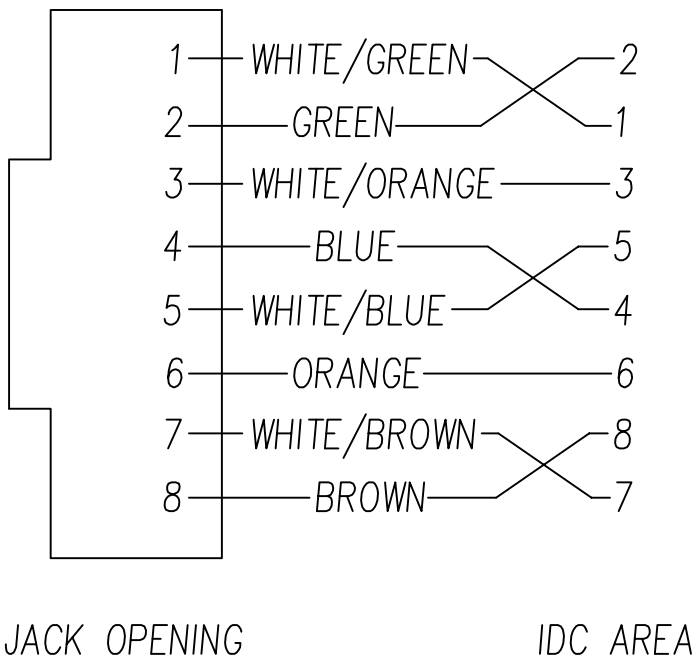 1 WHITE/GREEN 2
2 GREEN 1
3 WHITE/ORANGE 3
4 BLUE 5
5 WHITE/BLUE 4
6 ORANGE 6
7 WHITE/BROWN 8
8 BROWN 7
JACK OPENING IDC AREA